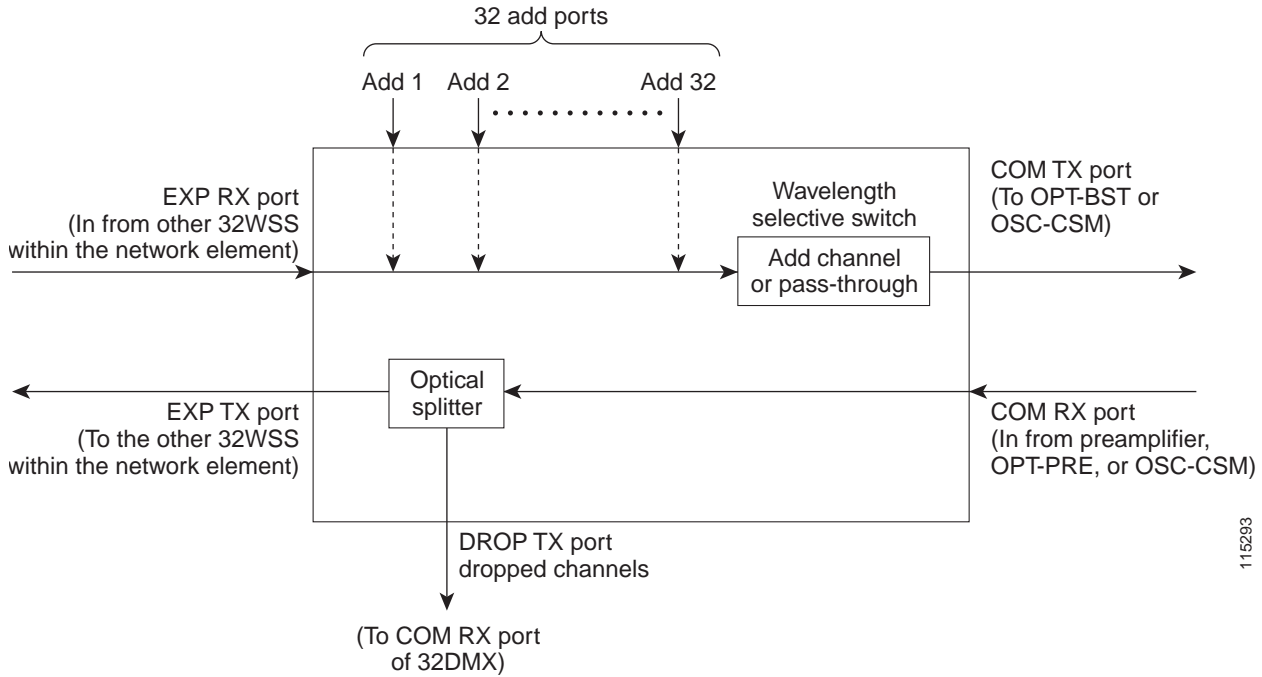 32 add ports
Add 1
Add 2
Add 32
EXP RX port
(In from other 32WSS
within the network element)
Wavelength
selective switch
Add channel
or pass-through
COM TX port
(To OPT-BST or
OSC-CSM)
Optical
splitter
EXP TX port
(To the other 32WSS
within the network element)
COM RX port
(In from preamplifier,
OPT-PRE, or OSC-CSM)
DROP TX port
dropped channels
(To COM RX port
of 32DMX)
115293